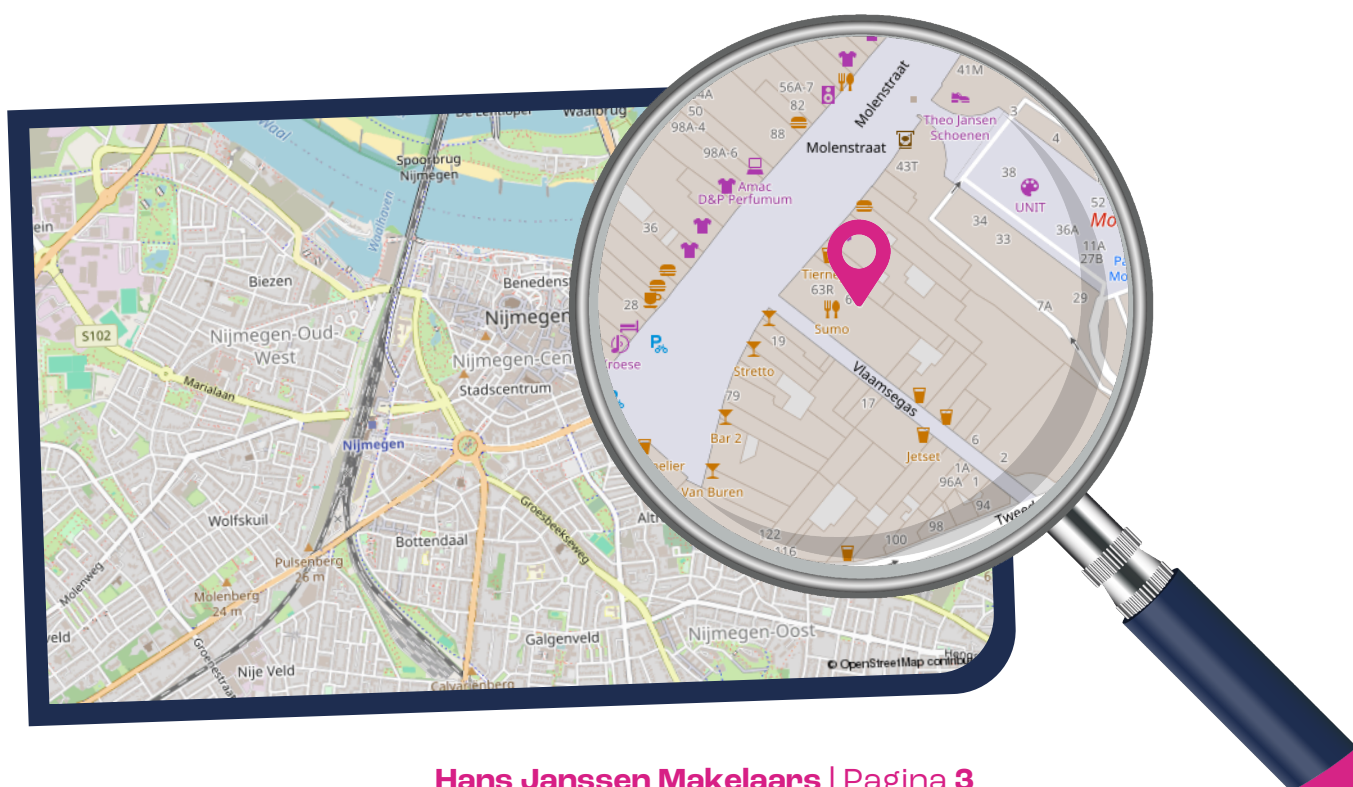 Waalbrug
Waal
Spoorbrug
Nijmegen
Waalhaven
Biezen
Nijmegen
S102
Nijmegen-Oud-
West
Stadscentrum
Marialaan
Nijmegen
Wolfskuil
Bottendaal
Groesbeekseweg
Pulsenberg
26 m
Molenweg
Molenberg
24 m
Galgenveld
Nijmegen-Oost
Nije Veld
Groenestraat
© OpenStreetMap
41M
56A-7
82
50
98A-4
88
98A-6
Molenstraat
Molenstraat
Theo Jansen
Schoenen
43T
3
4
38
UNIT
Amac
D&P Perfumum
36
34
33
36A
52
11A
27B
63R
Sumo
28
7A
29
19
Stretto
79
17
Vlaamsegas
Bar 2
Jetset
6
2
1A
96A
1
Van Buren
94
98
100
122
116
Hans Janssen Makelaars | Pagina 3